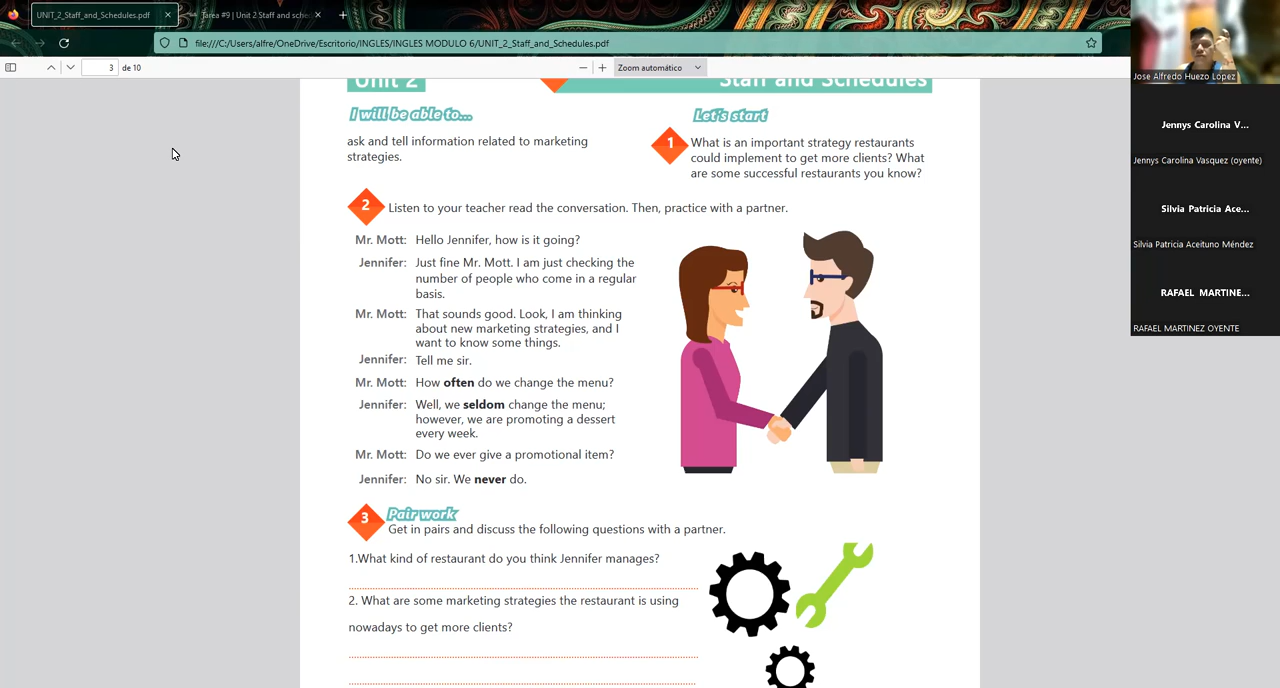 UNIT_2_Staff_and_Schedules.pdf
Tarea #9 | Unit 2 Staff and sche
file:///C:/Users/alfre/OneDrive/Escritorio/INGLES/INGLES MODULO 6/UNIT_2_Staff_and_Schedules.pdf
3 de 10
Zoom automático
Unit 2
Staff and Schedules
I will be able to...
ask and tell information related to marketing
strategies.
Let's start
1
What is an important strategy restaurants
could implement to get more clients? What
are some successful restaurants you know?
2
Listen to your teacher read the conversation. Then, practice with a partner.
Mr. Mott: Hello Jennifer, how is it going?
Jennifer: Just fine Mr. Mott. I am just checking the
number of people who come in a regular
basis.
Mr. Mott: That sounds good. Look, I am thinking
about new marketing strategies, and I
want to know some things.
Jennifer: Tell me sir.
Mr. Mott: How often do we change the menu?
Jennifer: Well, we seldom change the menu;
however, we are promoting a dessert
every week.
Mr. Mott: Do we ever give a promotional item?
Jennifer: No sir. We never do.
3
Pair work
Get in pairs and discuss the following questions with a partner.
1.What kind of restaurant do you think Jennifer manages?
2. What are some marketing strategies the restaurant is using
nowadays to get more clients?
Jose Alfredo Huezo López
Jennys Carolina V...
Jennys Carolina Vasquez (oyente)
Silvia Patricia Ace...
Silvia Patricia Aceituno Méndez
RAFAEL MARTINE...
RAFAEL MARTINEZ OYENTE